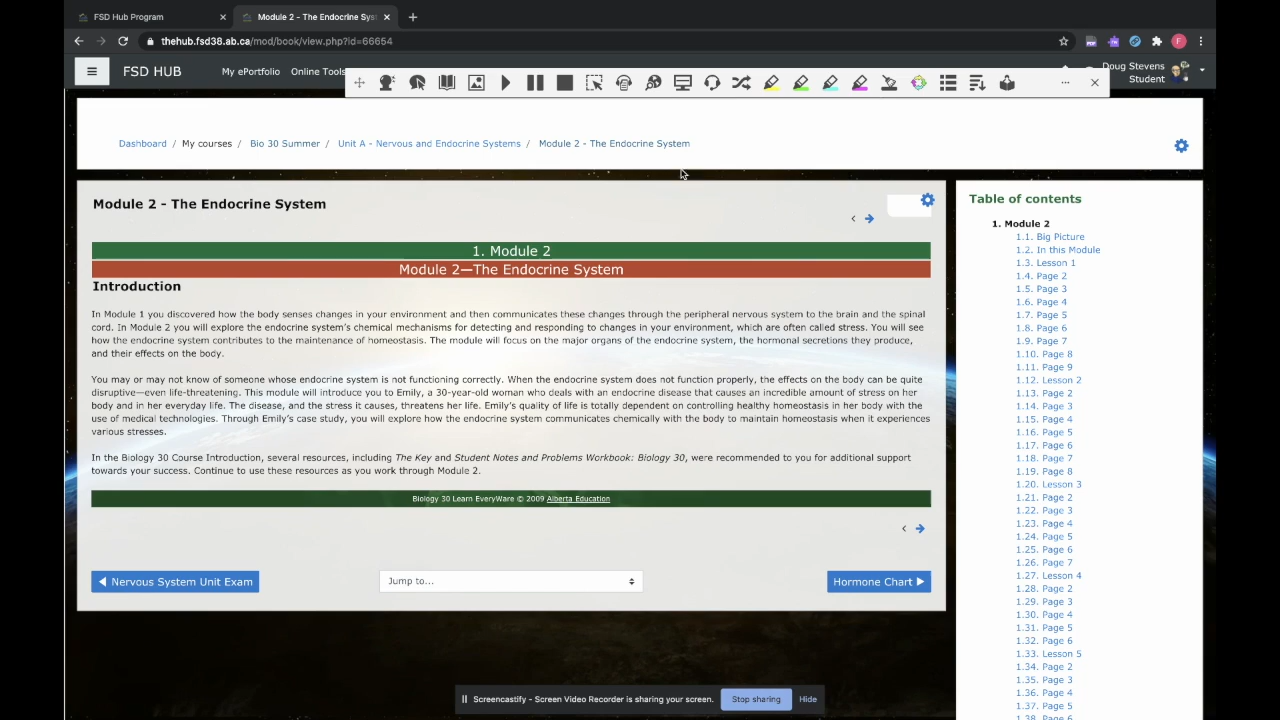 FSD Hub Program
Module 2 - The Endocrine Sys
thehub.fsd38.ab.ca/mod/book/view.php?id=66654
FSD HUB
My ePortfolio
Online Tools
Doug Stevens
Student
Dashboard / My courses / Bio 30 Summer / Unit A - Nervous and Endocrine Systems / Module 2 - The Endocrine System
Module 2 - The Endocrine System
1. Module 2
Module 2—The Endocrine System
Introduction
In Module 1 you discovered how the body senses changes in your environment and then communicates these changes through the peripheral nervous system to the brain and the spinal
cord. In Module 2 you will explore the endocrine system's chemical mechanisms for detecting and responding to changes in your environment, which are often called stress. You will see
how the endocrine system contributes to the maintenance of homeostasis. The module will focus on the major organs of the endocrine system, the hormonal secretions they produce,
and their effects on the body.
You may or may not know of someone whose endocrine system is not functioning correctly. When the endocrine system does not function properly, the effects on the body can be quite
disruptive—even life-threatening. This module will introduce you to Emily, a 30-year-old woman who deals with an endocrine disease that causes an incredible amount of stress on her
body and in her everyday life. The disease, and the stress it causes, threatens her life. Emily's quality of life is totally dependent on controlling healthy homeostasis in her body with the
use of medical technologies. Through Emily's case study, you will explore how the endocrine system communicates chemically with the body to maintain homeostasis when it experiences
various stresses.
In the Biology 30 Course Introduction, several resources, including The Key and Student Notes and Problems Workbook: Biology 30, were recommended to you for additional support
towards your success. Continue to use these resources as you work through Module 2.
Biology 30 Learn EveryWare © 2009 Alberta Education
Nervous System Unit Exam
Jump to...
Hormone Chart
Table of contents
1. Module 2
1.1. Big Picture
1.2. In this Module
1.3. Lesson 1
1.4. Page 2
1.5. Page 3
1.6. Page 4
1.7. Page 5
1.8. Page 6
1.9. Page 7
1.10. Page 8
1.11. Page 9
1.12. Lesson 2
1.13. Page 2
1.14. Page 3
1.15. Page 4
1.16. Page 5
1.17. Page 6
1.18. Page 7
1.19. Page 8
1.20. Lesson 3
1.21. Page 2
1.22. Page 3
1.23. Page 4
1.24. Page 5
1.25. Page 6
1.26. Page 7
1.27. Lesson 4
1.28. Page 2
1.29. Page 3
1.30. Page 4
1.31. Page 5
1.32. Page 6
1.33. Lesson 5
1.34. Page 2
1.35. Page 3
1.36. Page 4
1.37. Page 5
1.38. Page 6
Screencastify - Screen Video Recorder is sharing your screen.
Stop sharing
Hide